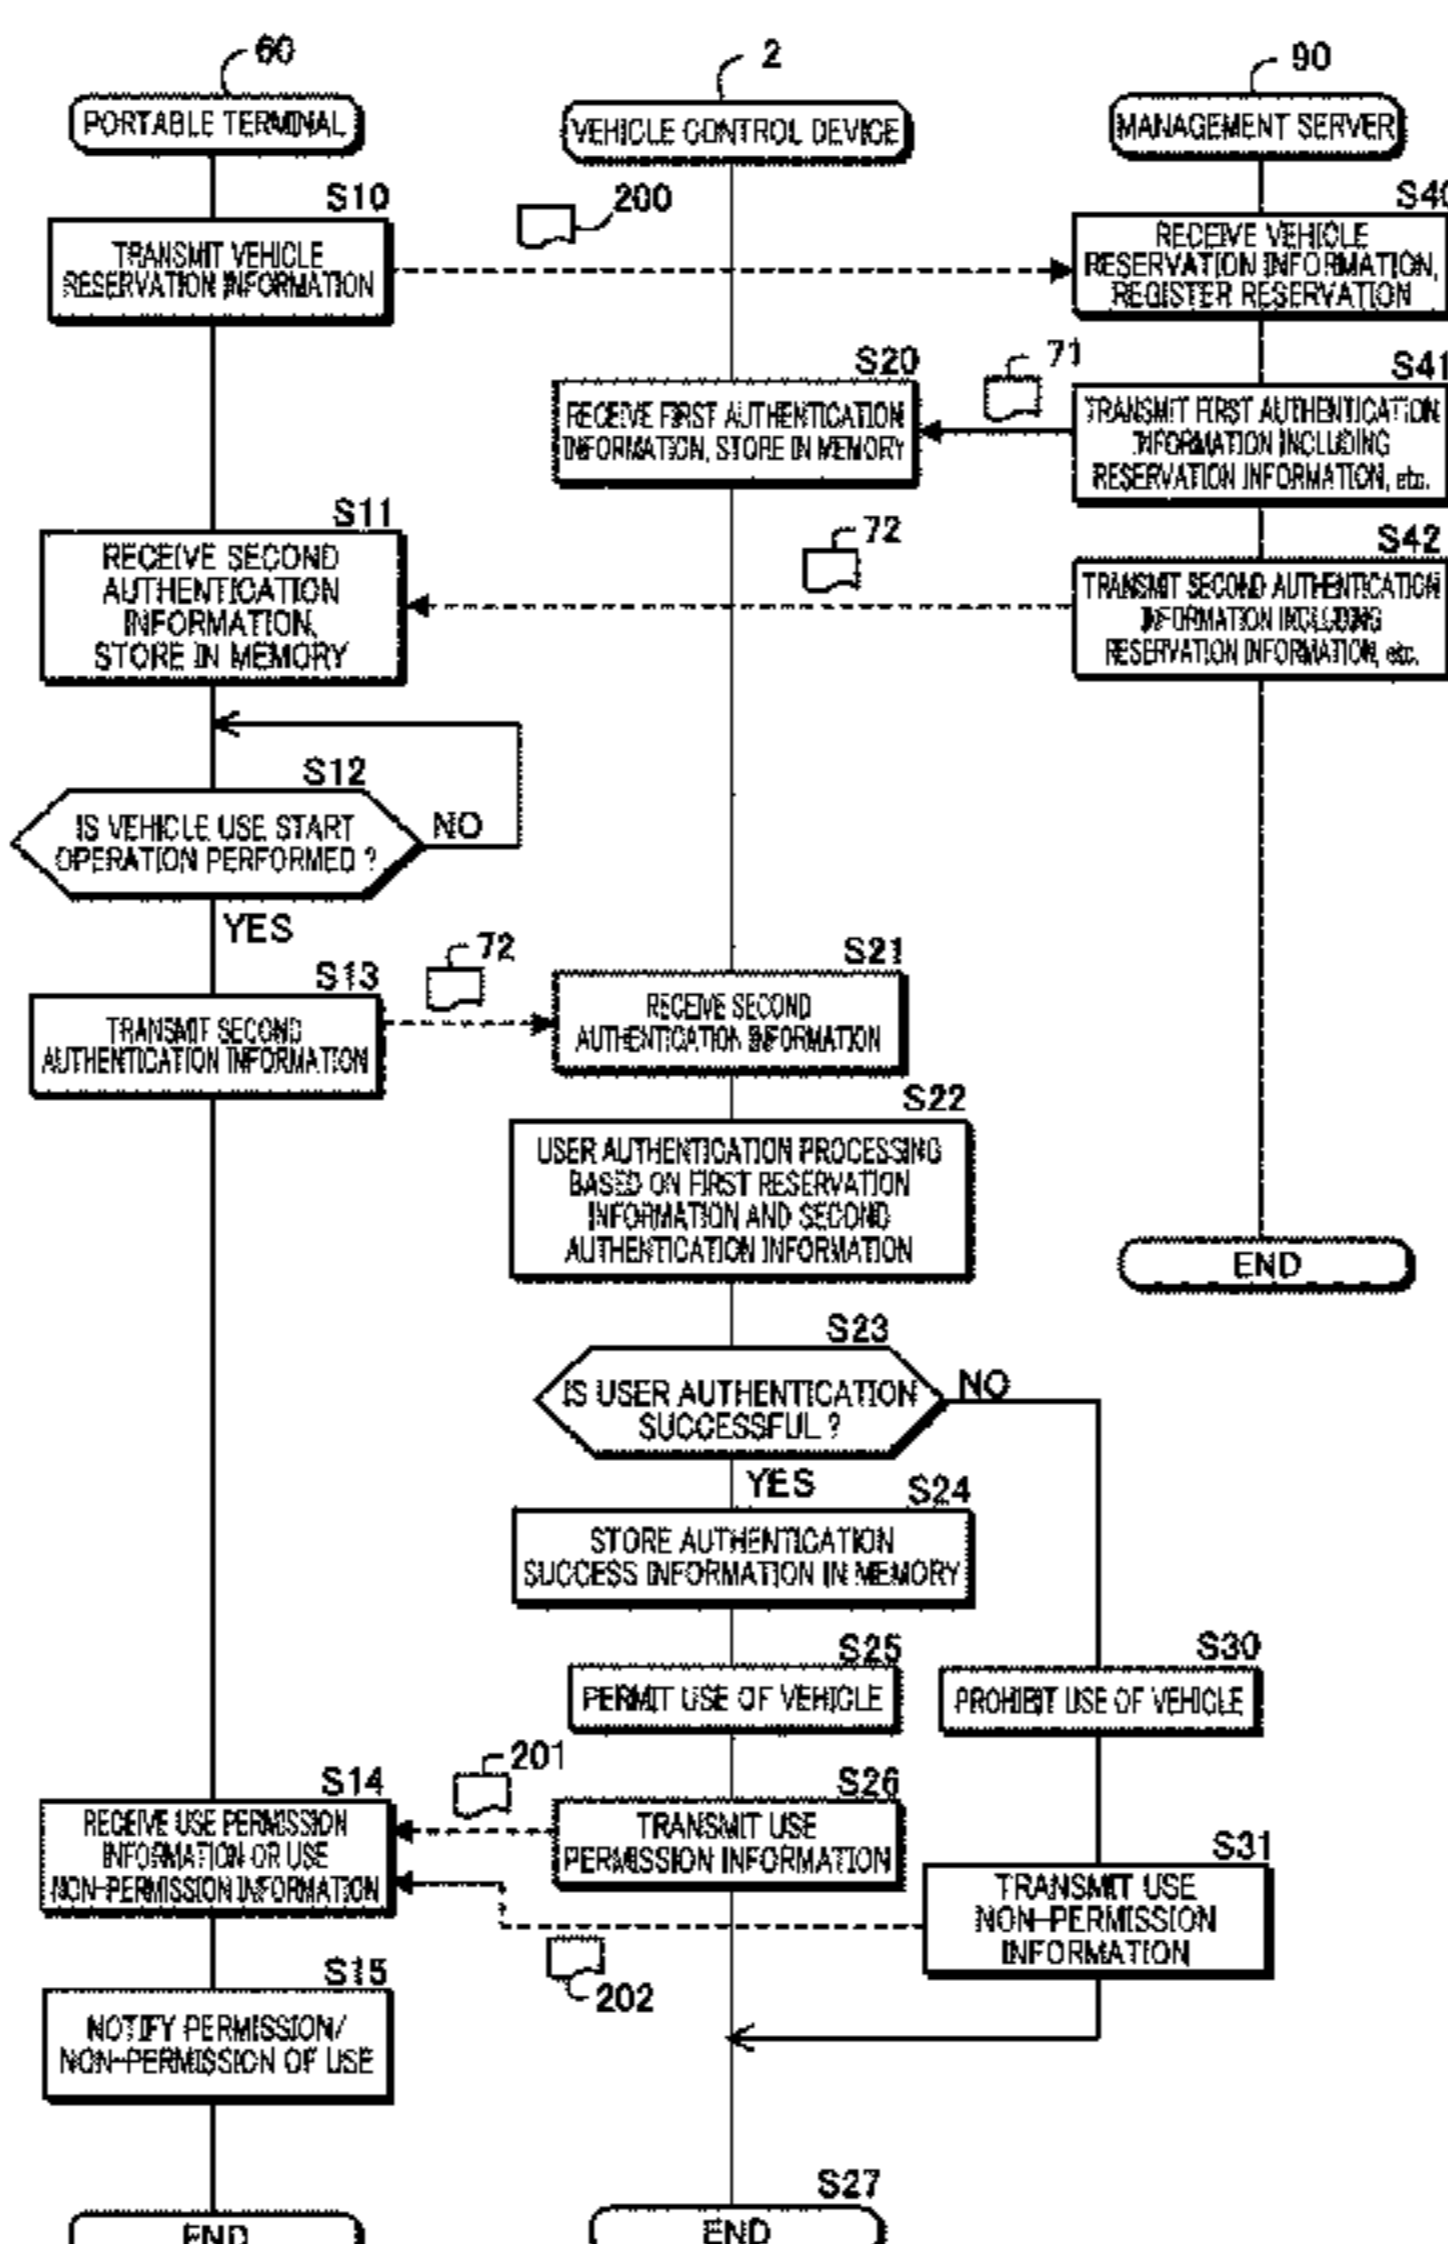 60
PORTABLE TERMINAL
2
VEHICLE CONTROL DEVICE
90
MANAGEMENT SERVER
S10
TRANSMIT VEHICLE
RESERVATION INFORMATION
200
S40
RECEIVE VEHICLE
RESERVATION INFORMATION,
REGISTER RESERVATION
S20
RECEIVE FIRST AUTHENTICATION
INFORMATION, STORE IN MEMORY
71
S41
TRANSMIT FIRST AUTHENTICATION
INFORMATION INCLUDING
RESERVATION INFORMATION, etc.
S11
RECEIVE SECOND
AUTHENTICATION
INFORMATION,
STORE IN MEMORY
72
S42
TRANSMIT SECOND AUTHENTICATION
INFORMATION INCLUDING
RESERVATION INFORMATION, etc.
S12
IS VEHICLE USE START
OPERATION PERFORMED ?
NO
YES
S13
TRANSMIT SECOND
AUTHENTICATION INFORMATION
72
S21
RECEIVE SECOND
AUTHENTICATION INFORMATION
S22
USER AUTHENTICATION PROCESSING
BASED ON FIRST RESERVATION
INFORMATION AND SECOND
AUTHENTICATION INFORMATION
END
S23
IS USER AUTHENTICATION
SUCCESSFUL ?
NO
YES
S24
STORE AUTHENTICATION
SUCCESS INFORMATION IN MEMORY
S25
PERMIT USE OF VEHICLE
S30
PROHIBIT USE OF VEHICLE
S14
RECEIVE USE PERMISSION
INFORMATION OR USE
NON-PERMISSION INFORMATION
201
S26
TRANSMIT USE
PERMISSION INFORMATION
S31
TRANSMIT USE
NON-PERMISSION
INFORMATION
202
S15
NOTIFY PERMISSION/
NON-PERMISSION OF USE
END
S27
END